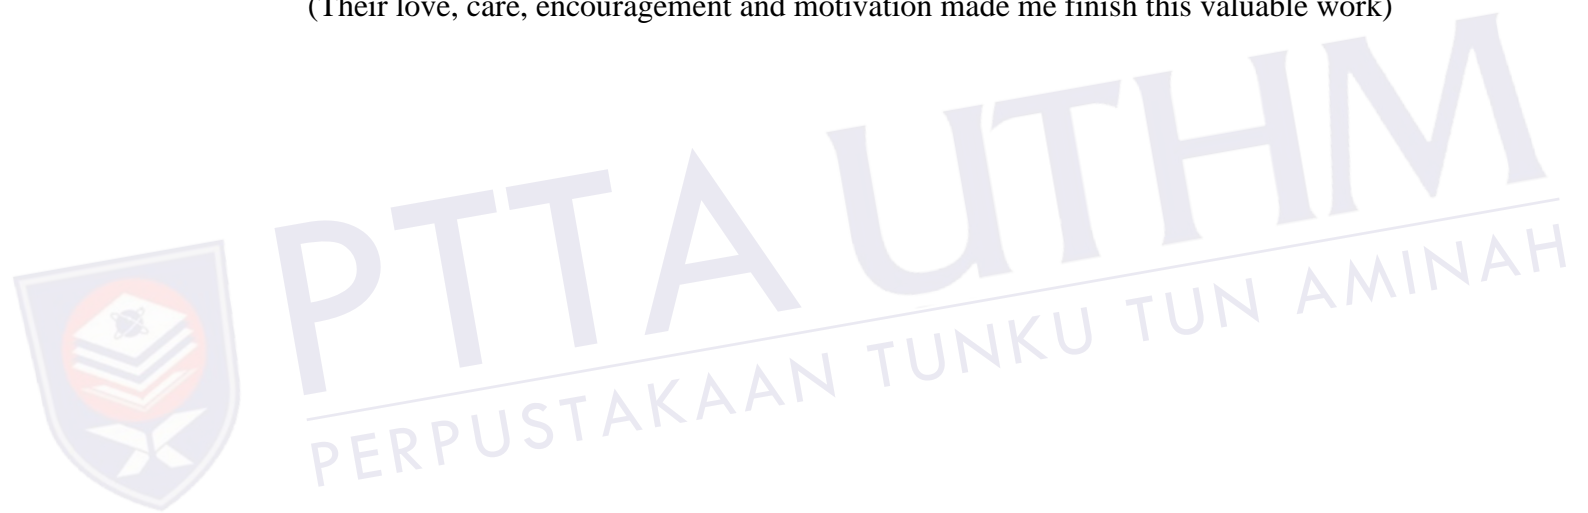 (Their love, care, encouragement and motivation made me finish this valuable work)
PTTA UTHM
PERPUSTAKAAN TUNKU TUN AMINAH